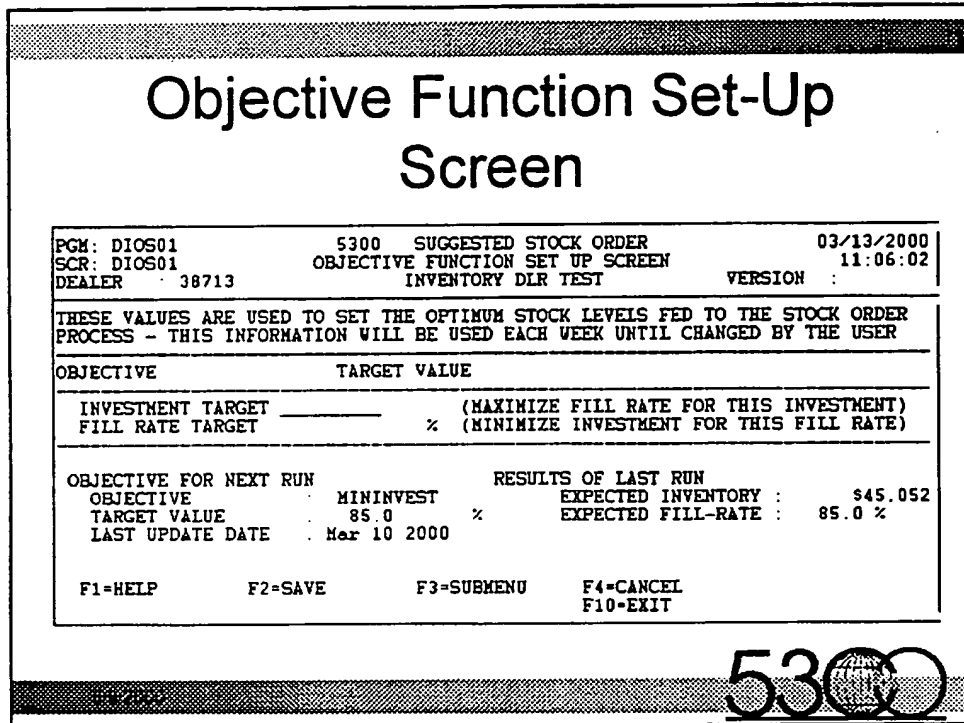 Objective Function Set-Up
Screen
PGM: DIOS01 5300 SUGGESTED STOCK ORDER 03/13/2000
SCR: DIOS01 OBJECTIVE FUNCTION SET UP SCREEN 11:06:02
DEALER : 38713 INVENTORY DLR TEST VERSION :
THESE VALUES ARE USED TO SET THE OPTIMUM STOCK LEVELS FED TO THE STOCK ORDER
PROCESS - THIS INFORMATION WILL BE USED EACH WEEK UNTIL CHANGED BY THE USER
OBJECTIVE TARGET VALUE
INVESTMENT TARGET __________ (MAXIMIZE FILL RATE FOR THIS INVESTMENT)
FILL RATE TARGET % (MINIMIZE INVESTMENT FOR THIS FILL RATE)
OBJECTIVE FOR NEXT RUN RESULTS OF LAST RUN
OBJECTIVE : MININVEST EXPECTED INVENTORY : $45.052
TARGET VALUE : 85.0 % EXPECTED FILL-RATE : 85.0 %
LAST UPDATE DATE : Mar 10 2000
F1=HELP F2=SAVE F3=SUBMENU F4=CANCEL
F10=EXIT
5300